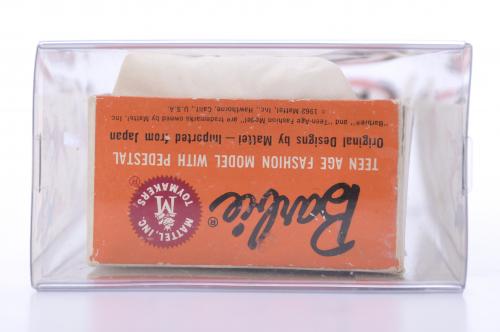 Barbie®
MATTEL, INC.
M
TOYMAKERS
®
TEEN AGE FASHION MODEL WITH PEDESTAL
Original Designs by Mattel — Imported from Japan
"Barbie" and "Teen-Age Fashion Model" are trademarks owned by Mattel, Inc.
© 1962 Mattel, Inc., Hawthorne, Calif., U.S.A.